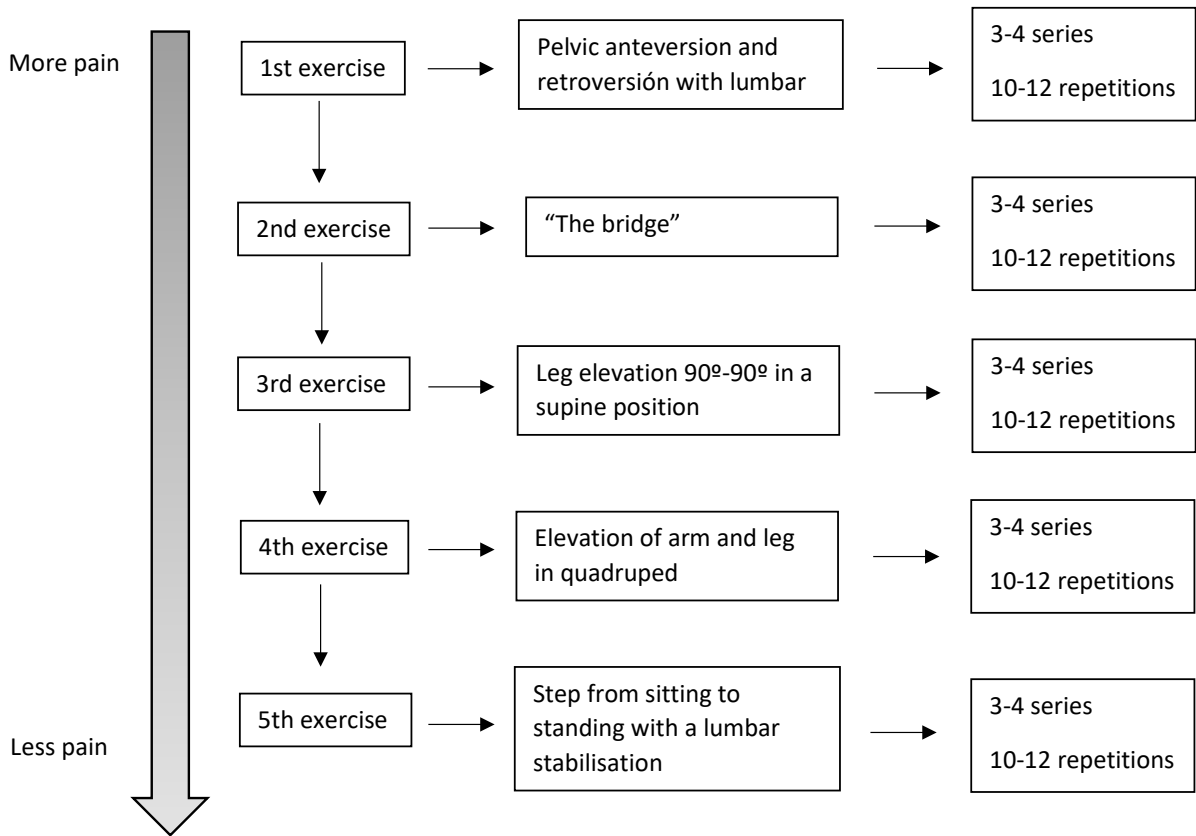 More pain
1st exercise
Pelvic anteversion and
retroversión with lumbar
3-4 series
10-12 repetitions
2nd exercise
“The bridge”
3-4 series
10-12 repetitions
3rd exercise
Leg elevation 90º-90º in a
supine position
3-4 series
10-12 repetitions
4th exercise
Elevation of arm and leg
in quadruped
3-4 series
10-12 repetitions
5th exercise
Step from sitting to
standing with a lumbar
stabilisation
3-4 series
10-12 repetitions
Less pain